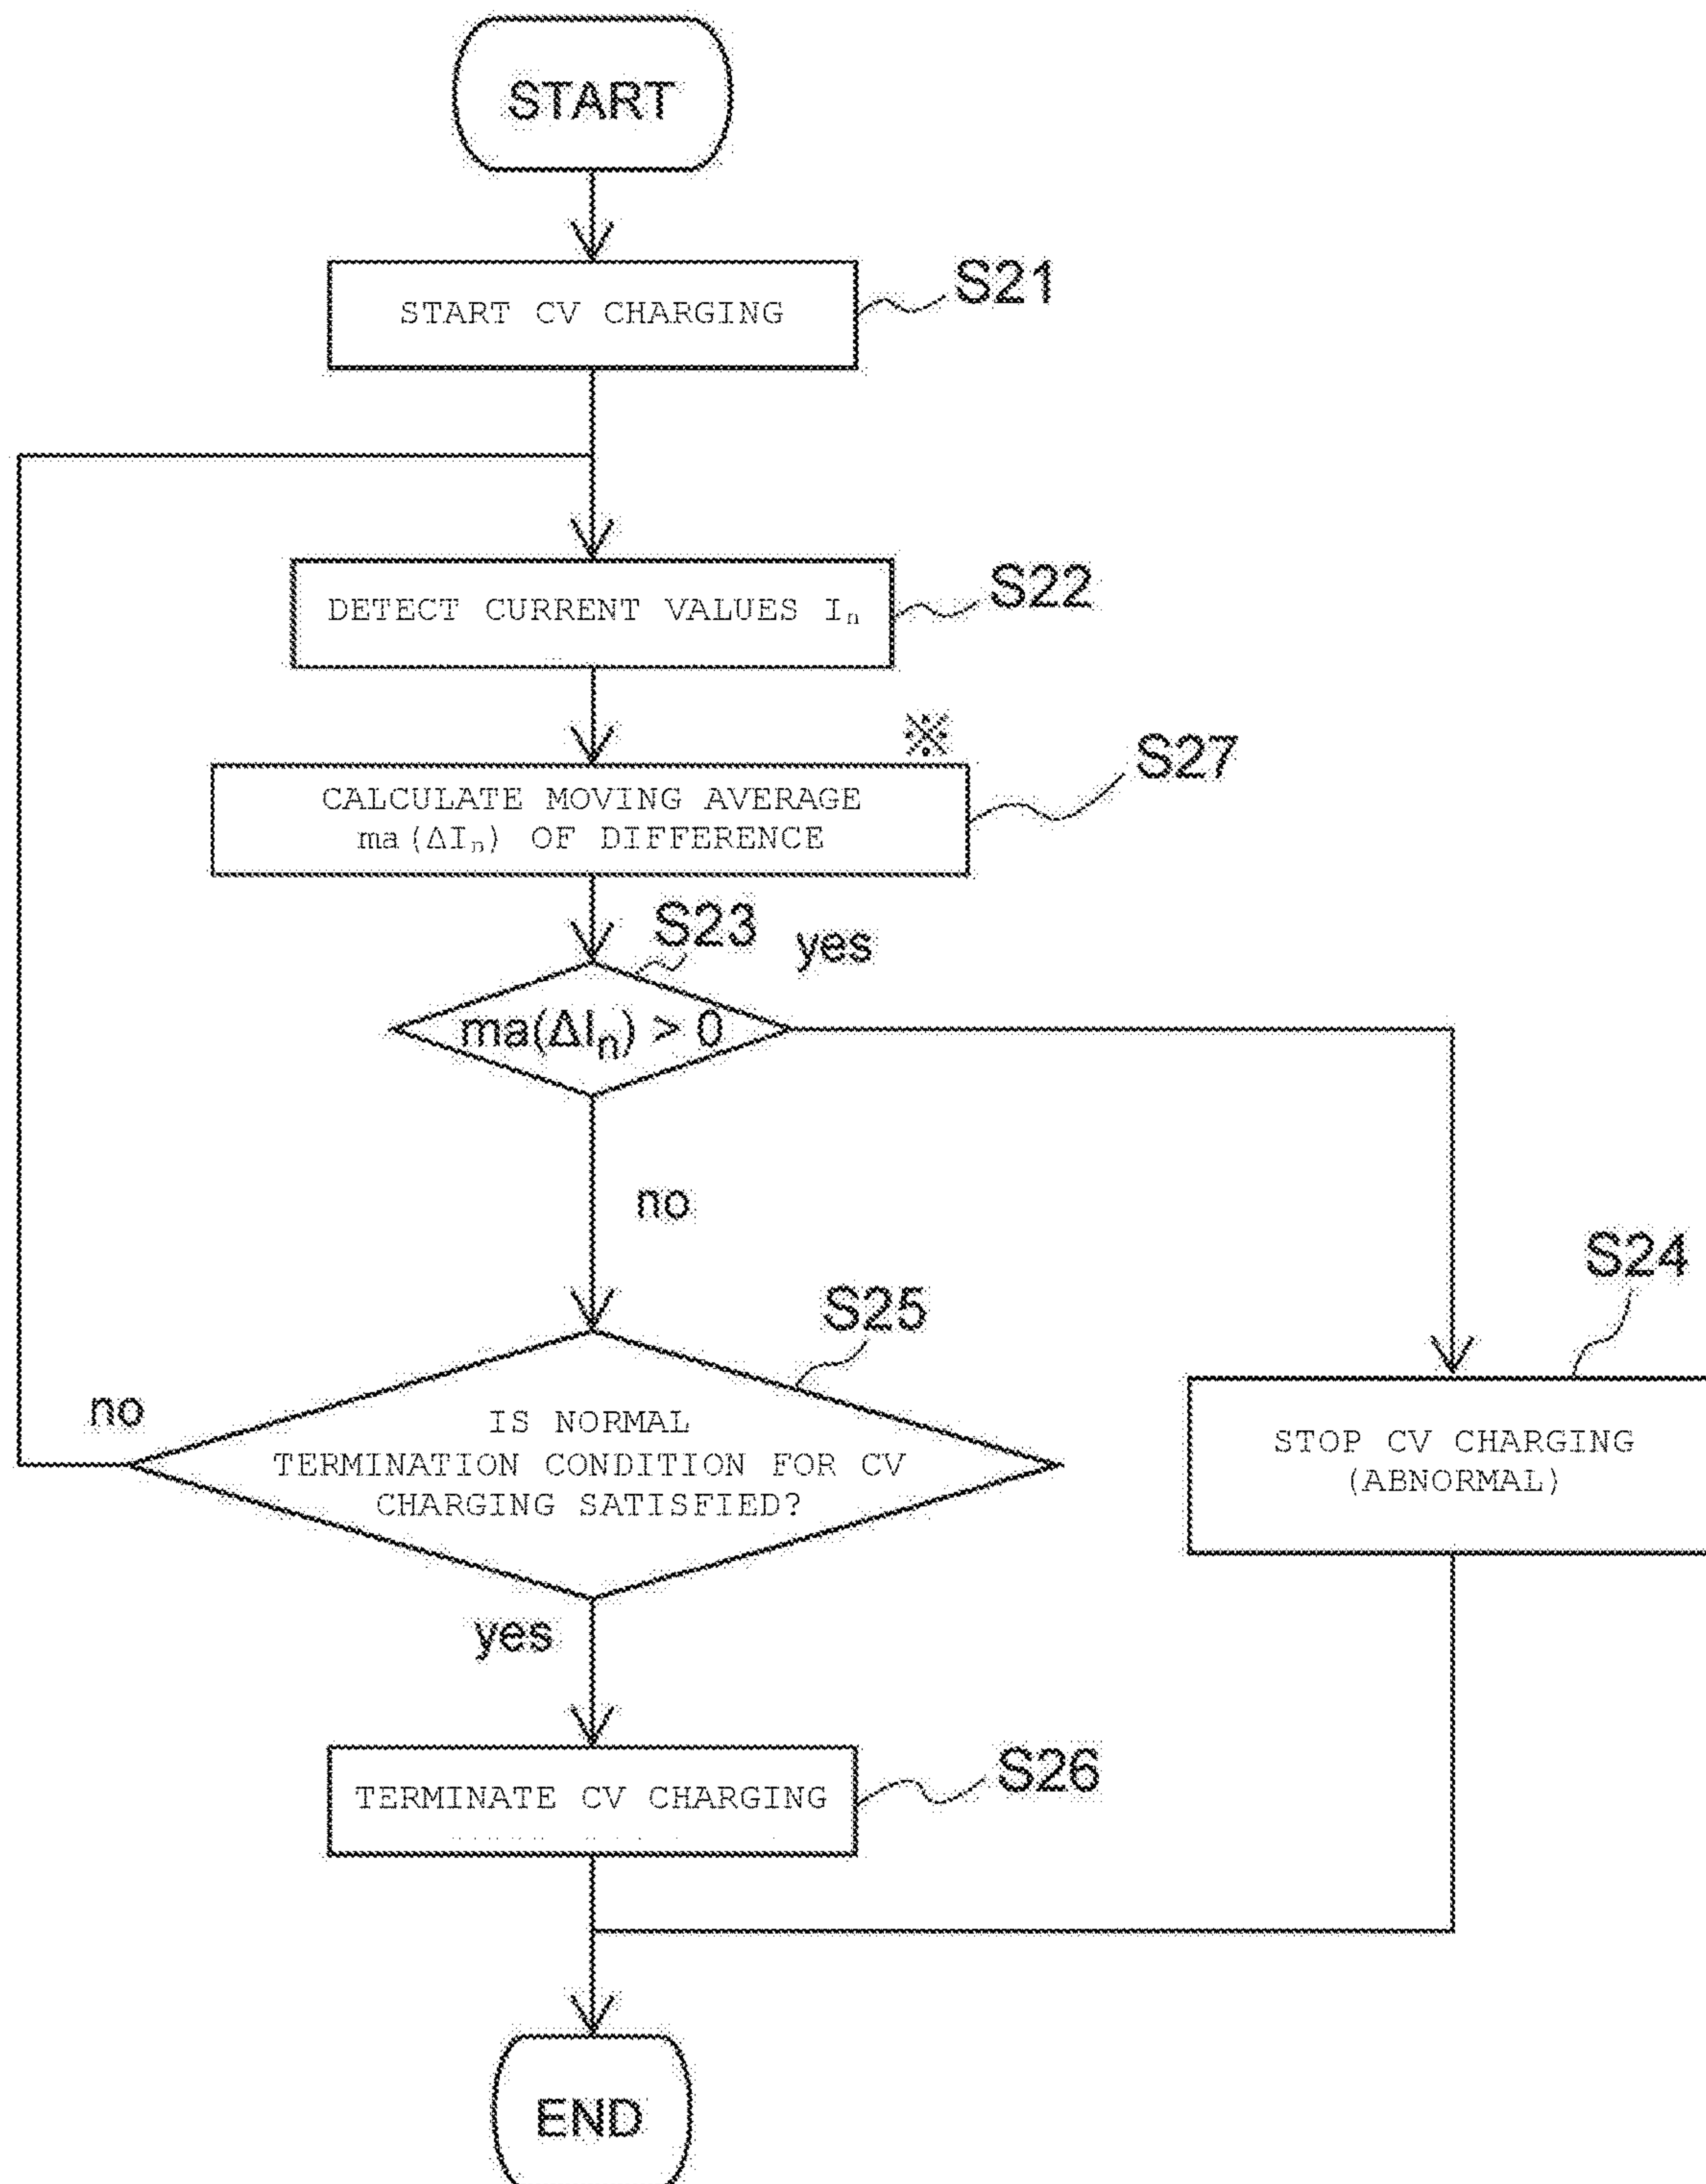 START
START CV CHARGING
S21
DETECT CURRENT VALUES Iₙ
S22
※
CALCULATE MOVING AVERAGE
ma(ΔIₙ) OF DIFFERENCE
S27
S23
yes
ma(ΔIₙ) > 0
no
S24
S25
no
IS NORMAL
TERMINATION CONDITION FOR CV
CHARGING SATISFIED?
STOP CV CHARGING
(ABNORMAL)
yes
TERMINATE CV CHARGING
S26
END